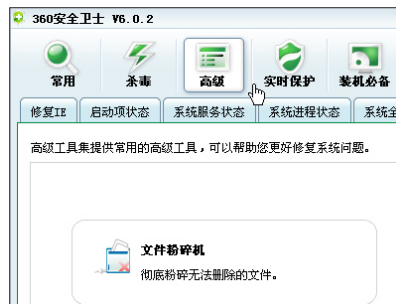 360安全卫士 V6.0.2
常用 杀毒 高级 实时保护 装机必备
修复IE 启动项状态 系统服务状态 系统进程状态 系统全
高级工具集提供常用的高级工具，可以帮助您更好修复系统问题。
文件粉碎机
彻底粉碎无法删除的文件。